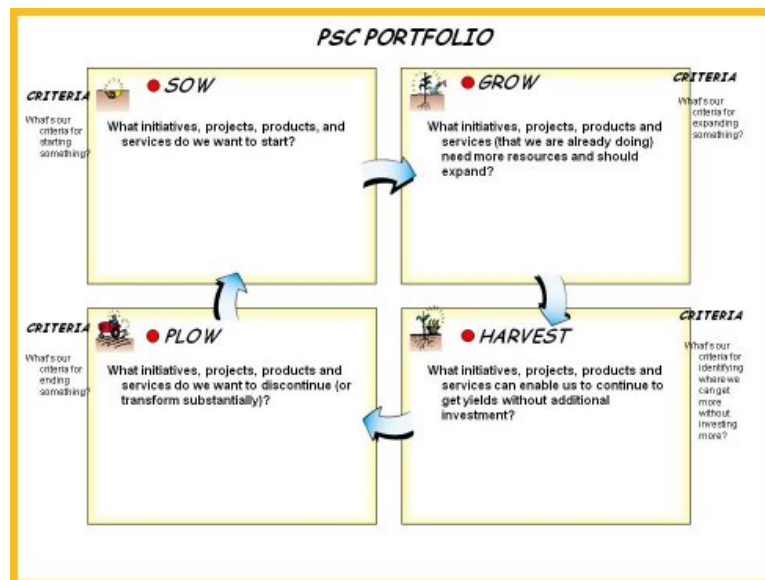 PSC PORTFOLIO
CRITERIA
What's our
criteria for
starting
something?
SOW
What initiatives, projects, products, and
services do we want to start?
GROW
What initiatives, projects, products and
services (that we are already doing)
need more resources and should
expand?
CRITERIA
What's our
criteria for
expanding
something?
CRITERIA
What's our
criteria for
ending
something?
PLOW
What initiatives, projects, products and
services do we want to discontinue (or
transform substantially)?
HARVEST
What initiatives, projects, products and
services can enable us to continue to
get yields without additional
investment?
CRITERIA
What's our
criteria for
identifying
where we
can get
more
without
investing
more?